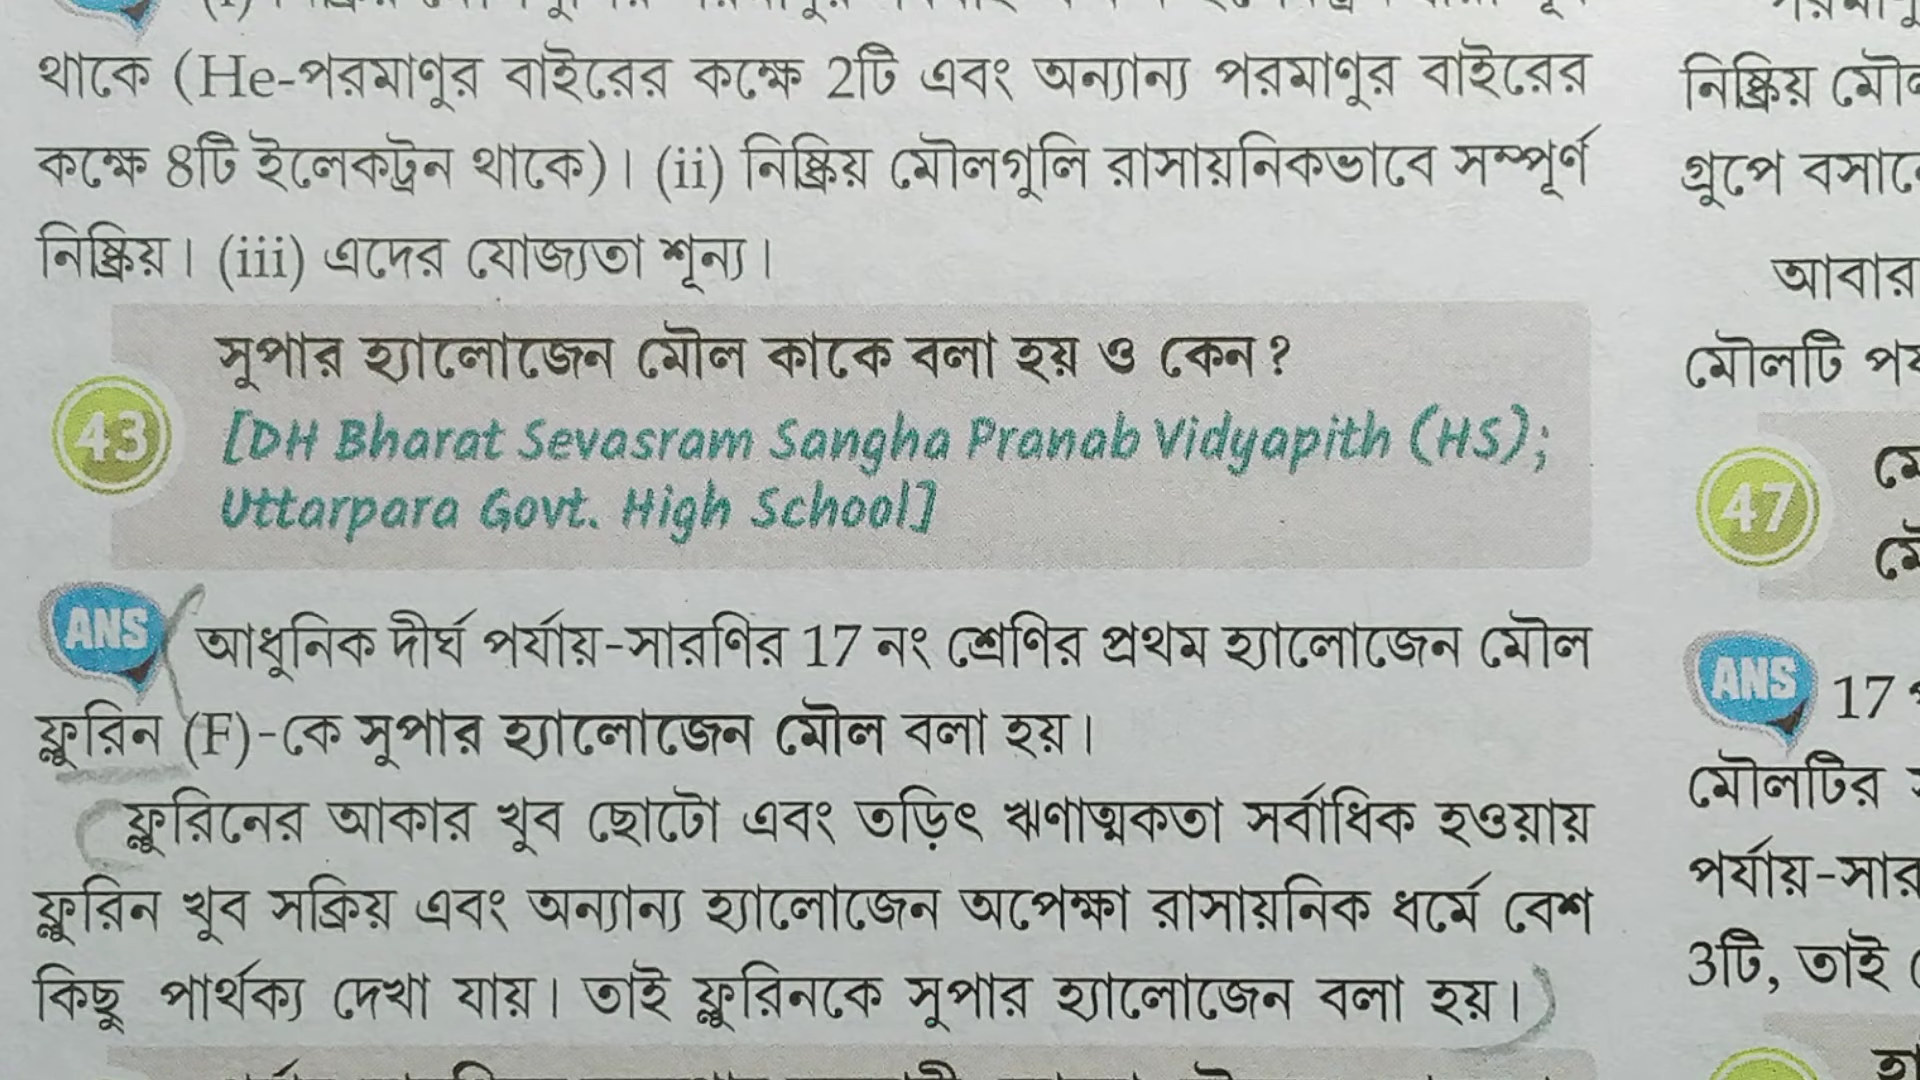 থাকে (He-পরমাণুর বাইরের কক্ষে 2টি এবং অন্যান্য পরমাণুর বাইরের
কক্ষে 8টি ইলেকট্রন থাকে)। (ii) নিষ্ক্রিয় মৌলগুলি রাসায়নিকভাবে সম্পূর্ণ
নিষ্ক্রিয়। (iii) এদের যোজ্যতা শূন্য।
43
সুপার হ্যালোজেন মৌল কাকে বলা হয় ও কেন?
[DH Bharat Sevasram Sangha Pranab Vidyapith (HS);
Uttarpara Govt. High School]
ANS আধুনিক দীর্ঘ পর্যায়-সারণির 17 নং শ্রেণির প্রথম হ্যালোজেন মৌল
ফ্লুরিন (F)-কে সুপার হ্যালোজেন মৌল বলা হয়।
ফ্লুরিনের আকার খুব ছোটো এবং তড়িৎ ঋণাত্মকতা সর্বাধিক হওয়ায়
ফ্লুরিন খুব সক্রিয় এবং অন্যান্য হ্যালোজেন অপেক্ষা রাসায়নিক ধর্মে বেশ
কিছু পার্থক্য দেখা যায়। তাই ফ্লুরিনকে সুপার হ্যালোজেন বলা হয়।
নিষ্ক্রিয়
গ্রুপে
আবার
মৌলটি
47
ANS 17
মৌলটির
পর্যায়-সার
3টি, তাই